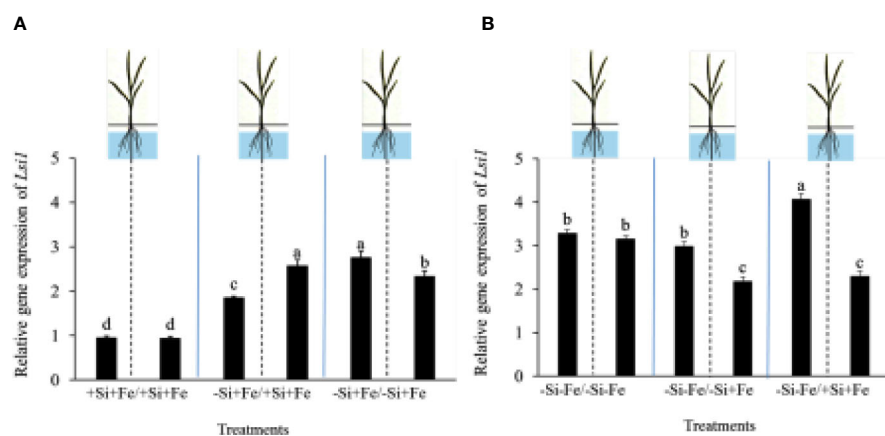 A
Relative gene expression of Lsi1
5
4
3
2
1
0
d
d
c
a
a
b
+Si+Fe/+Si+Fe
-Si+Fe/+Si+Fe
-Si+Fe/-Si+Fe
Treatments
B
Relative gene expression of Lsi1
5
4
3
2
1
0
b
b
b
c
a
c
-Si-Fe/-Si-Fe
-Si-Fe/-Si+Fe
-Si-Fe/+Si+Fe
Treatments